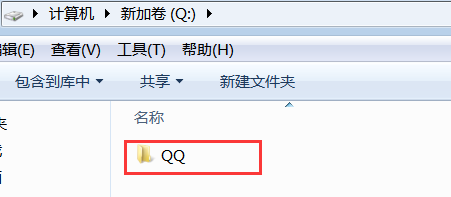 计算机 新加卷 (Q:)
编辑(E) 查看(V) 工具(T) 帮助(H)
包含到库中 共享 新建文件夹
名称
QQ